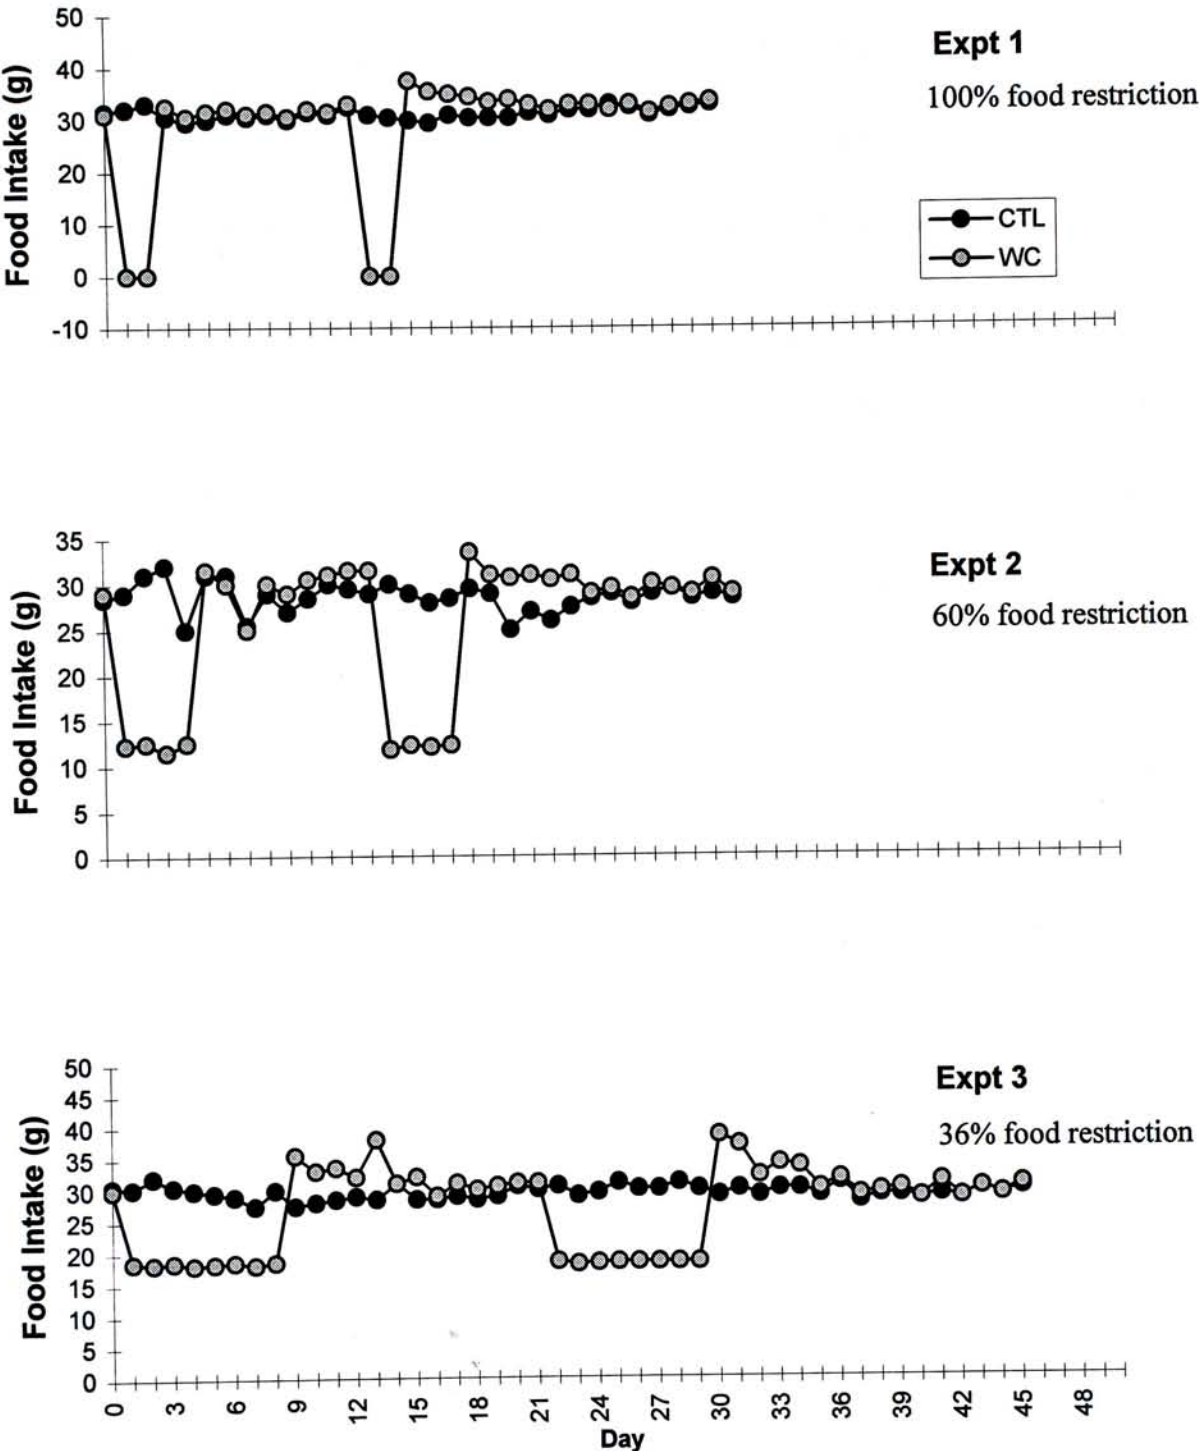 50
40
30
20
10
0
-10
Food Intake (g)
Expt 1
100% food restriction
CTL
WC
35
30
25
20
15
10
5
0
Food Intake (g)
Expt 2
60% food restriction
50
45
40
35
30
25
20
15
10
5
0
Food Intake (g)
Expt 3
36% food restriction
0 3 6 9 12 15 18 21 24 27 30 33 36 39 42 45 48
Day